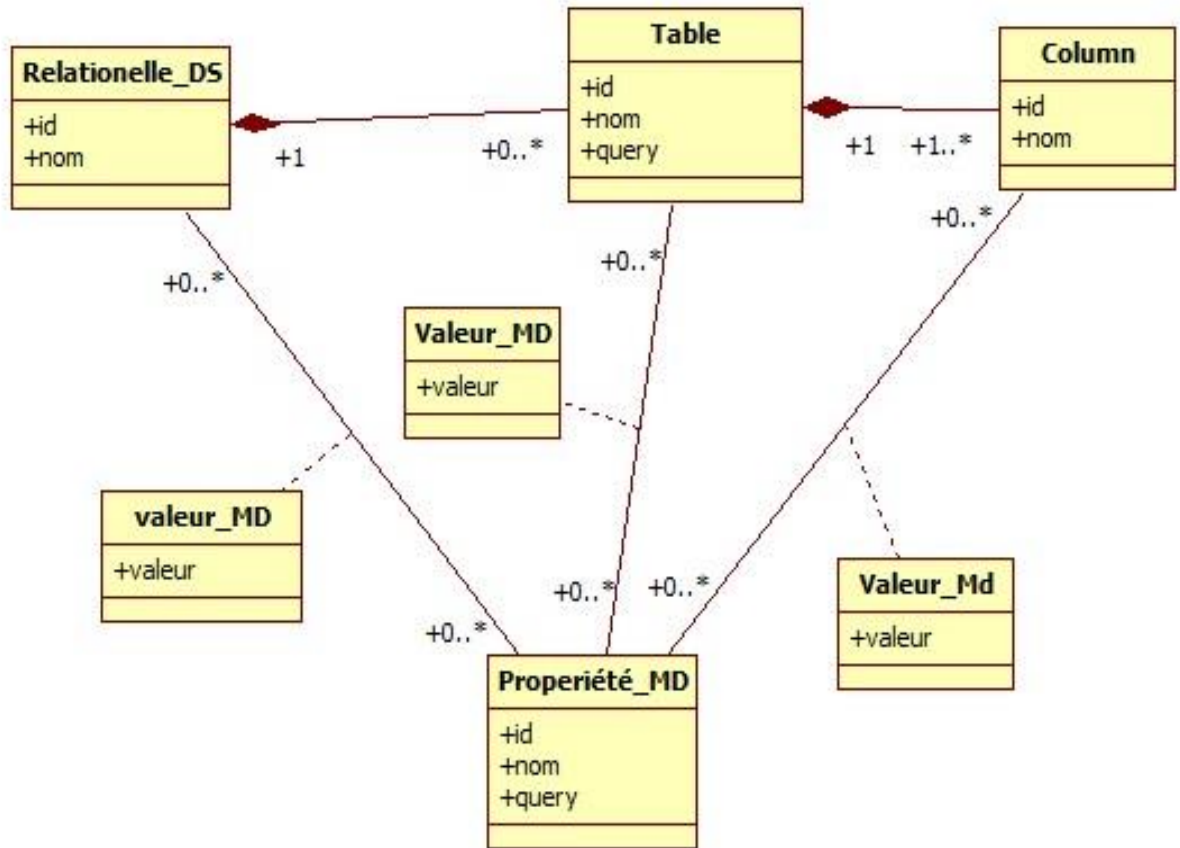 Relationelle_DS
+id
+nom
+1
+0..*
Table
+id
+nom
+query
+1
+1..*
Column
+id
+nom
+0..*
+0..*
+0..*
Valeur_MD
+valeur
valeur_MD
+valeur
Valeur_Md
+valeur
+0..*
+0..*
+0..*
Properiété_MD
+id
+nom
+query